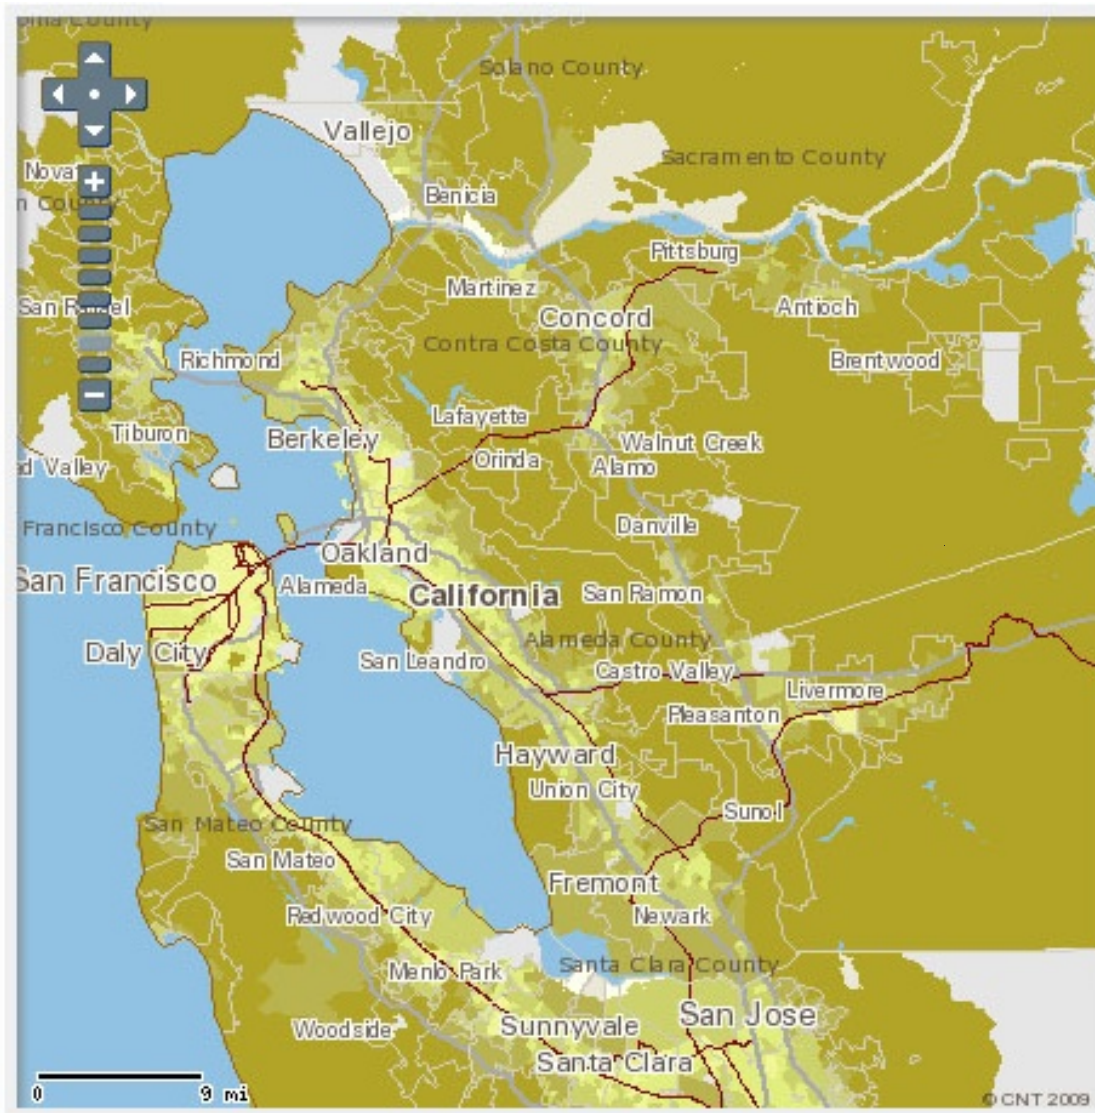 Solano County
Vallejo
Sacramento County
Benicia
Pittsburg
Martinez
Antioch
Concord
Contra Costa County
Richmond
Brentwood
Lafayette
Tiburon
Berkeley
Walnut Creek
Orinda
Alamo
Valley
Francisco County
Danville
Oakland
San Francisco
Alameda
California
San Ramon
Alameda County
Daly City
San Leandro
Castro Valley
Livermore
Pleasanton
Hayward
Union City
Sunol
San Mateo County
San Mateo
Fremont
Redwood City
Newark
Menlo Park
Santa Clara County
San Jose
Woodside
Sunnyvale
Santa Clara
0 9 mi
© CNT 2009